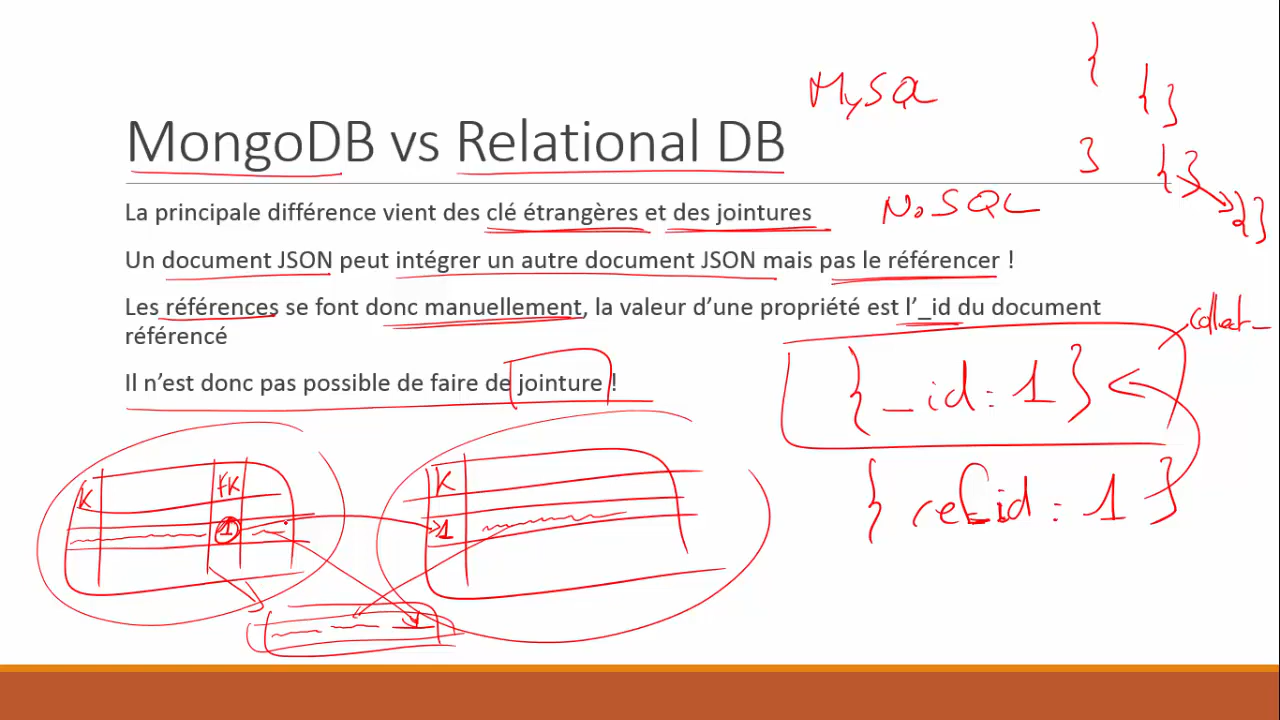 MySQL
MongoDB vs Relational DB
La principale différence vient des clé étrangères et des jointures
NoSQL
Un document JSON peut intégrer un autre document JSON mais pas le référencer !
Les références se font donc manuellement, la valeur d’une propriété est l’_id du document
référencé
Il n’est donc pas possible de faire de jointure !
{ _id : 1 }
{ ref_id : 1 }
K FK
1
K
1
{
}
{ }
{ }
{ }